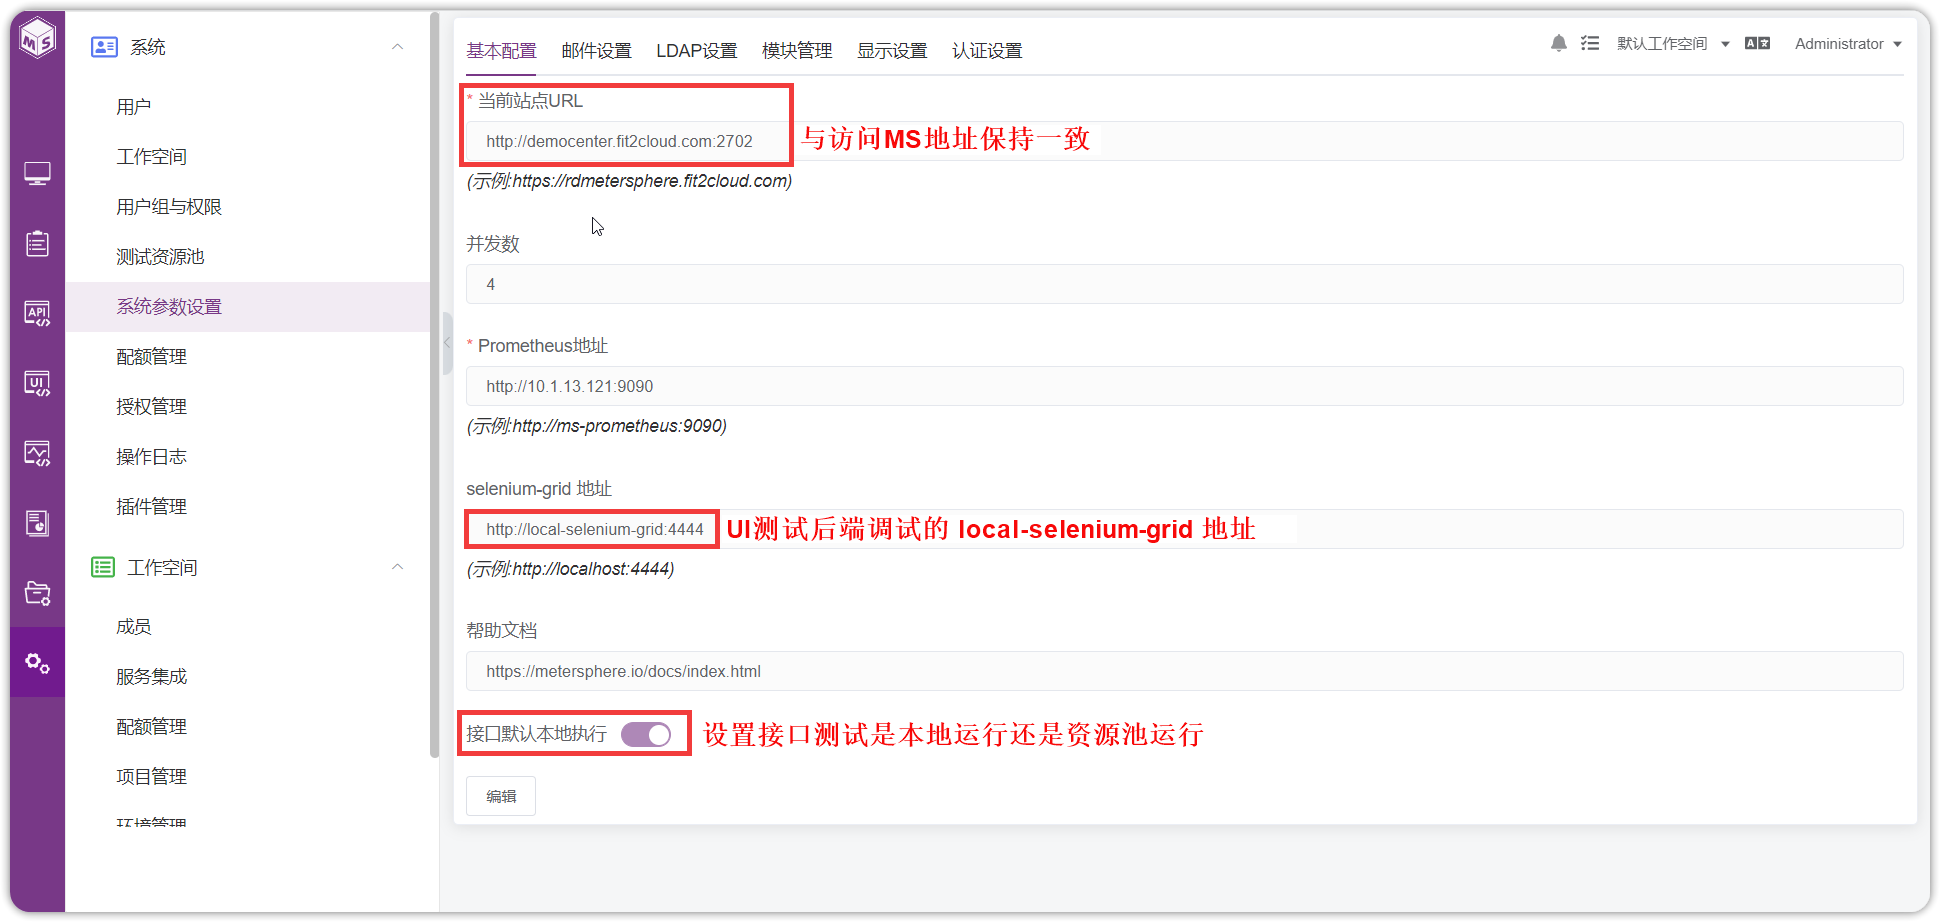 MS
系统
用户
工作空间
用户组与权限
测试资源池
系统参数设置
配额管理
授权管理
操作日志
插件管理
工作空间
成员
服务集成
配额管理
项目管理
环境管理
API
UI
基本配置 邮件设置 LDAP设置 模块管理 显示设置 认证设置
默认工作空间 Administrator
* 当前站点URL
http://democenter.fit2cloud.com:2702 与访问MS地址保持一致
(示例:https://rdmetersphere.fit2cloud.com)
并发数
4
* Prometheus地址
http://10.1.13.121:9090
(示例:http://ms-prometheus:9090)
selenium-grid 地址
http://local-selenium-grid:4444 UI测试后端调试的 local-selenium-grid 地址
(示例:http://localhost:4444)
帮助文档
https://metersphere.io/docs/index.html
接口默认本地执行 设置接口测试是本地运行还是资源池运行
编辑